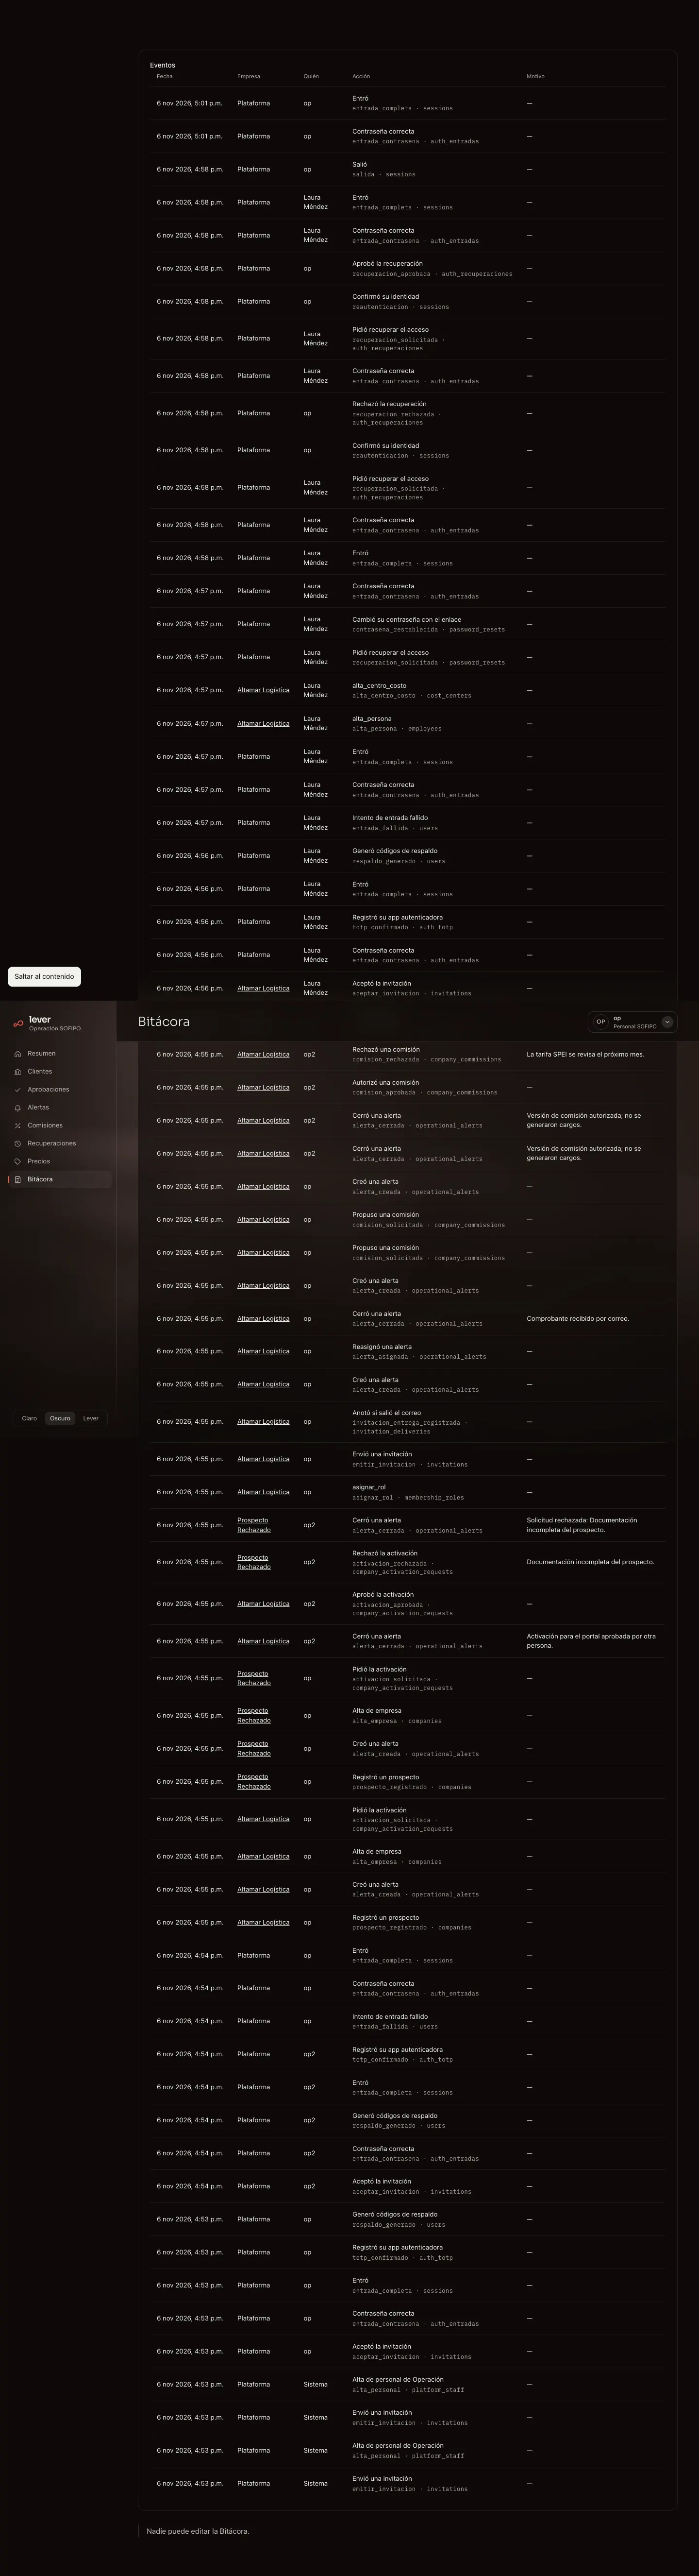 Eventos
Fecha Empresa Quién Acción Motivo
6 nov 2026, 5:01 p.m. Plataforma op Entró —
entrada_completa · sessions
6 nov 2026, 5:01 p.m. Plataforma op Contraseña correcta —
entrada_contrasena · auth_entradas
6 nov 2026, 4:58 p.m. Plataforma op Salió —
salida · sessions
6 nov 2026, 4:58 p.m. Plataforma Laura Méndez Entró —
entrada_completa · sessions
6 nov 2026, 4:58 p.m. Plataforma Laura Méndez Contraseña correcta —
entrada_contrasena · auth_entradas
6 nov 2026, 4:58 p.m. Plataforma op Aprobó la recuperación —
recuperacion_aprobada · auth_recuperaciones
6 nov 2026, 4:58 p.m. Plataforma op Confirmó su identidad —
reautenticacion · sessions
6 nov 2026, 4:58 p.m. Plataforma Laura Méndez Pidió recuperar el acceso —
recuperacion_solicitada ·
auth_recuperaciones
6 nov 2026, 4:58 p.m. Plataforma Laura Méndez Contraseña correcta —
entrada_contrasena · auth_entradas
6 nov 2026, 4:58 p.m. Plataforma op Rechazó la recuperación —
recuperacion_rechazada ·
auth_recuperaciones
6 nov 2026, 4:58 p.m. Plataforma op Confirmó su identidad —
reautenticacion · sessions
6 nov 2026, 4:58 p.m. Plataforma Laura Méndez Pidió recuperar el acceso —
recuperacion_solicitada ·
auth_recuperaciones
6 nov 2026, 4:58 p.m. Plataforma Laura Méndez Contraseña correcta —
entrada_contrasena · auth_entradas
6 nov 2026, 4:58 p.m. Plataforma Laura Méndez Entró —
entrada_completa · sessions
6 nov 2026, 4:57 p.m. Plataforma Laura Méndez Contraseña correcta —
entrada_contrasena · auth_entradas
6 nov 2026, 4:57 p.m. Plataforma Laura Méndez Cambió su contraseña con el enlace —
contrasena_restablecida · password_resets
6 nov 2026, 4:57 p.m. Plataforma Laura Méndez Pidió recuperar el acceso —
recuperacion_solicitada · password_resets
6 nov 2026, 4:57 p.m. Altamar Logística Laura Méndez alta_centro_costo —
alta_centro_costo · cost_centers
6 nov 2026, 4:57 p.m. Altamar Logística Laura Méndez alta_persona —
alta_persona · employees
6 nov 2026, 4:57 p.m. Plataforma Laura Méndez Entró —
entrada_completa · sessions
6 nov 2026, 4:57 p.m. Plataforma Laura Méndez Contraseña correcta —
entrada_contrasena · auth_entradas
6 nov 2026, 4:57 p.m. Plataforma Laura Méndez Intento de entrada fallido —
entrada_fallida · users
6 nov 2026, 4:56 p.m. Plataforma Laura Méndez Generó códigos de respaldo —
respaldo_generado · users
6 nov 2026, 4:56 p.m. Plataforma Laura Méndez Entró —
entrada_completa · sessions
6 nov 2026, 4:56 p.m. Plataforma Laura Méndez Registró su app autenticadora —
totp_confirmado · auth_totp
6 nov 2026, 4:56 p.m. Plataforma Laura Méndez Contraseña correcta —
entrada_contrasena · auth_entradas
Saltar al contenido
6 nov 2026, 4:56 p.m. Altamar Logística Laura Méndez Aceptó la invitación —
aceptar_invitacion · invitations
lever
Operación SOFIPO
Resumen
Clientes
Aprobaciones
Alertas
Comisiones
Recuperaciones
Precios
Bitácora
Claro Oscuro Lever
Bitácora
OP op
Personal SOFIPO
6 nov 2026, 4:55 p.m. Altamar Logística op2 Rechazó una comisión La tarifa SPEI se revisa el próximo mes.
comision_rechazada · company_commissions
6 nov 2026, 4:55 p.m. Altamar Logística op2 Autorizó una comisión —
comision_aprobada · company_commissions
6 nov 2026, 4:55 p.m. Altamar Logística op2 Cerró una alerta Versión de comisión autorizada; no se
alerta_cerrada · operational_alerts generaron cargos.
6 nov 2026, 4:55 p.m. Altamar Logística op2 Cerró una alerta Versión de comisión autorizada; no se
alerta_cerrada · operational_alerts generaron cargos.
6 nov 2026, 4:55 p.m. Altamar Logística op Creó una alerta —
alerta_creada · operational_alerts
6 nov 2026, 4:55 p.m. Altamar Logística op Propuso una comisión —
comision_solicitada · company_commissions
6 nov 2026, 4:55 p.m. Altamar Logística op Propuso una comisión —
comision_solicitada · company_commissions
6 nov 2026, 4:55 p.m. Altamar Logística op Creó una alerta —
alerta_creada · operational_alerts
6 nov 2026, 4:55 p.m. Altamar Logística op Cerró una alerta Comprobante recibido por correo.
alerta_cerrada · operational_alerts
6 nov 2026, 4:55 p.m. Altamar Logística op Reasignó una alerta —
alerta_asignada · operational_alerts
6 nov 2026, 4:55 p.m. Altamar Logística op Creó una alerta —
alerta_creada · operational_alerts
6 nov 2026, 4:55 p.m. Altamar Logística op Anotó si salió el correo —
invitacion_entrega_registrada ·
invitation_deliveries
6 nov 2026, 4:55 p.m. Altamar Logística op Envió una invitación —
emitir_invitacion · invitations
6 nov 2026, 4:55 p.m. Altamar Logística op asignar_rol —
asignar_rol · membership_roles
6 nov 2026, 4:55 p.m. Prospecto Rechazado op2 Cerró una alerta Solicitud rechazada: Documentación
alerta_cerrada · operational_alerts incompleta del prospecto.
6 nov 2026, 4:55 p.m. Prospecto Rechazado op2 Rechazó la activación Documentación incompleta del prospecto.
activacion_rechazada ·
company_activation_requests
6 nov 2026, 4:55 p.m. Altamar Logística op2 Aprobó la activación —
activacion_aprobada ·
company_activation_requests
6 nov 2026, 4:55 p.m. Altamar Logística op2 Cerró una alerta Activación para el portal aprobada por otra
alerta_cerrada · operational_alerts persona.
6 nov 2026, 4:55 p.m. Prospecto Rechazado op Pidió la activación —
activacion_solicitada ·
company_activation_requests
6 nov 2026, 4:55 p.m. Prospecto Rechazado op Alta de empresa —
alta_empresa · companies
6 nov 2026, 4:55 p.m. Prospecto Rechazado op Creó una alerta —
alerta_creada · operational_alerts
6 nov 2026, 4:55 p.m. Prospecto Rechazado op Registró un prospecto —
prospecto_registrado · companies
6 nov 2026, 4:55 p.m. Altamar Logística op Pidió la activación —
activacion_solicitada ·
company_activation_requests
6 nov 2026, 4:55 p.m. Altamar Logística op Alta de empresa —
alta_empresa · companies
6 nov 2026, 4:55 p.m. Altamar Logística op Creó una alerta —
alerta_creada · operational_alerts
6 nov 2026, 4:55 p.m. Altamar Logística op Registró un prospecto —
prospecto_registrado · companies
6 nov 2026, 4:54 p.m. Plataforma op Entró —
entrada_completa · sessions
6 nov 2026, 4:54 p.m. Plataforma op Contraseña correcta —
entrada_contrasena · auth_entradas
6 nov 2026, 4:54 p.m. Plataforma op Intento de entrada fallido —
entrada_fallida · users
6 nov 2026, 4:54 p.m. Plataforma op2 Registró su app autenticadora —
totp_confirmado · auth_totp
6 nov 2026, 4:54 p.m. Plataforma op2 Entró —
entrada_completa · sessions
6 nov 2026, 4:54 p.m. Plataforma op2 Generó códigos de respaldo —
respaldo_generado · users
6 nov 2026, 4:54 p.m. Plataforma op2 Contraseña correcta —
entrada_contrasena · auth_entradas
6 nov 2026, 4:54 p.m. Plataforma op2 Aceptó la invitación —
aceptar_invitacion · invitations
6 nov 2026, 4:53 p.m. Plataforma op Generó códigos de respaldo —
respaldo_generado · users
6 nov 2026, 4:53 p.m. Plataforma op Registró su app autenticadora —
totp_confirmado · auth_totp
6 nov 2026, 4:53 p.m. Plataforma op Entró —
entrada_completa · sessions
6 nov 2026, 4:53 p.m. Plataforma op Contraseña correcta —
entrada_contrasena · auth_entradas
6 nov 2026, 4:53 p.m. Plataforma op Aceptó la invitación —
aceptar_invitacion · invitations
6 nov 2026, 4:53 p.m. Plataforma Sistema Alta de personal de Operación —
alta_personal · platform_staff
6 nov 2026, 4:53 p.m. Plataforma Sistema Envió una invitación —
emitir_invitacion · invitations
6 nov 2026, 4:53 p.m. Plataforma Sistema Alta de personal de Operación —
alta_personal · platform_staff
6 nov 2026, 4:53 p.m. Plataforma Sistema Envió una invitación —
emitir_invitacion · invitations
Nadie puede editar la Bitácora.